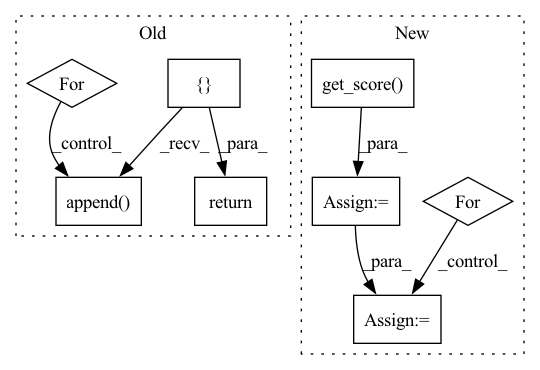 Old
New
For
{}
get_score()
_control_
_recv_
_para_
_para_
append()
return
Assign:=
For
_para_
_control_
Assign:=